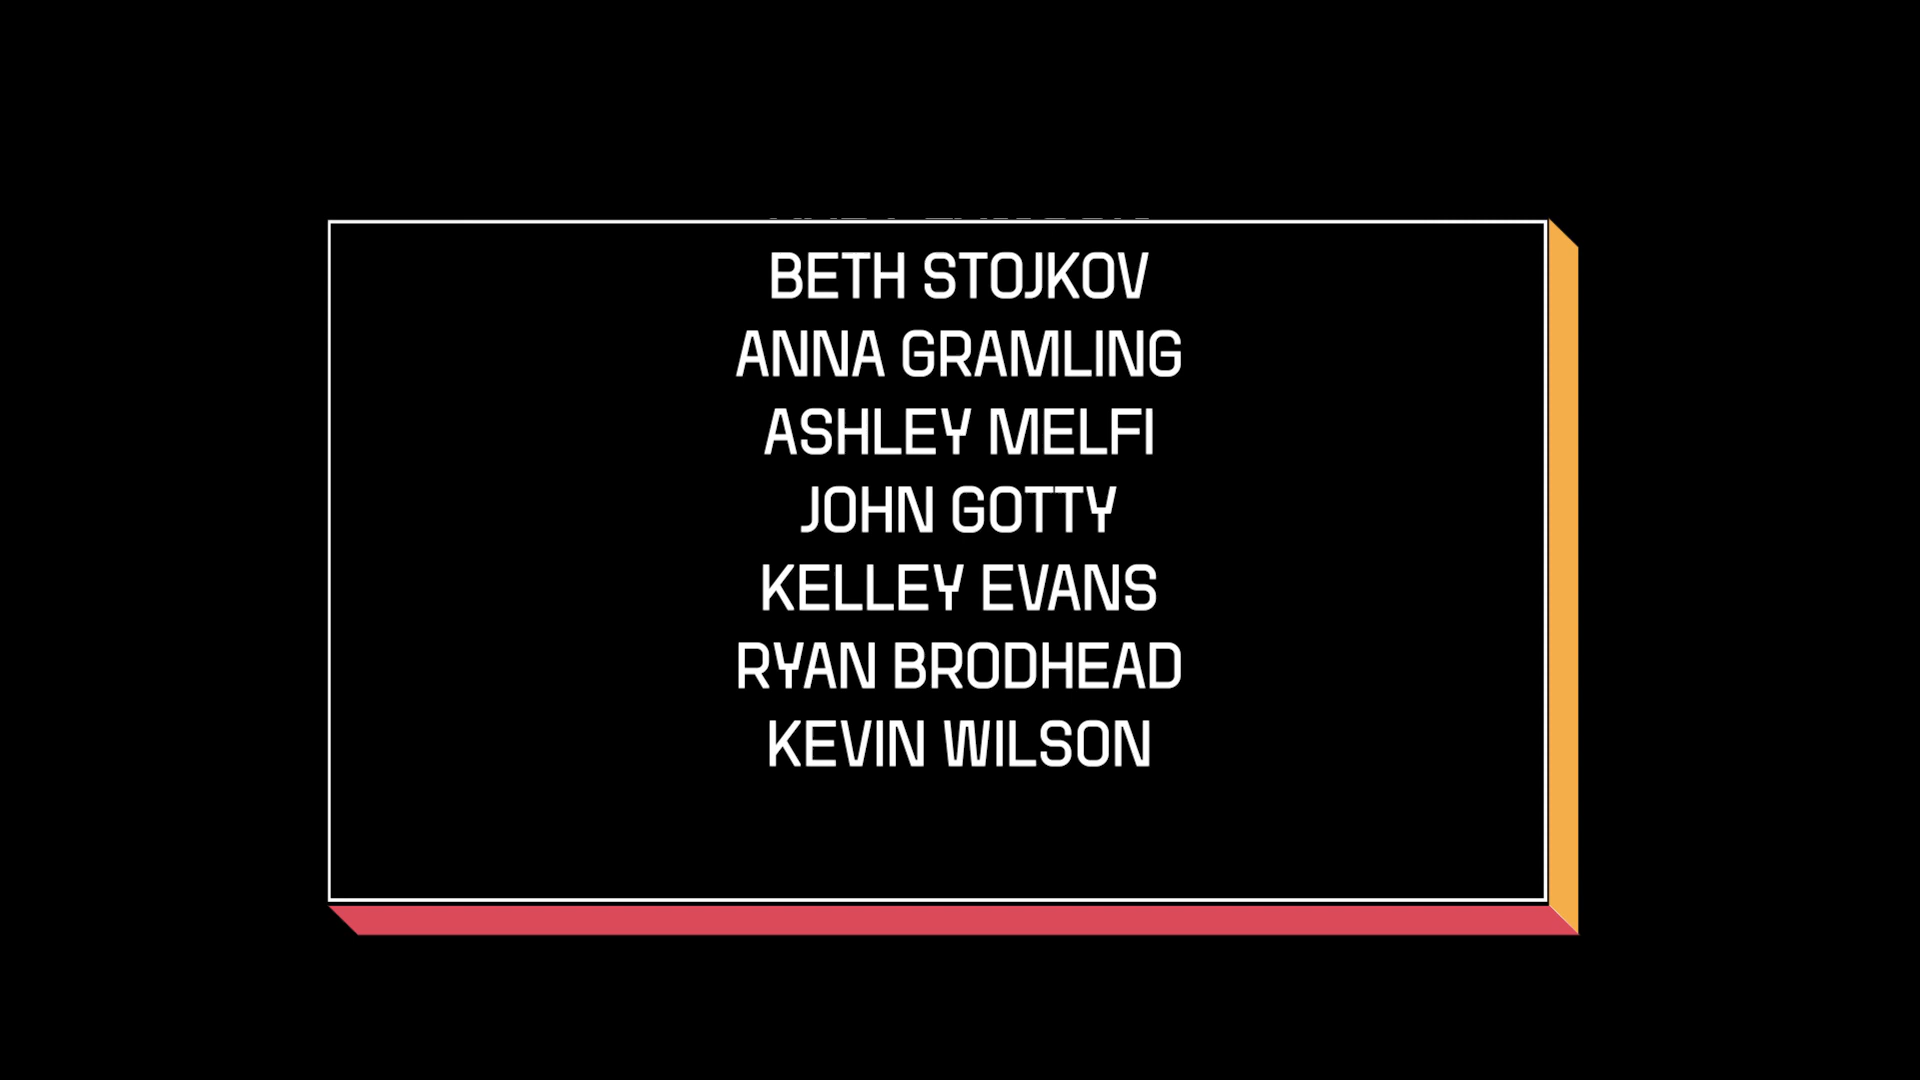 BETH STOJKOV
ANNA GRAMLING
ASHLEY MELFI
JOHN GOTTY
KELLEY EVANS
RYAN BRODHEAD
KEVIN WILSON